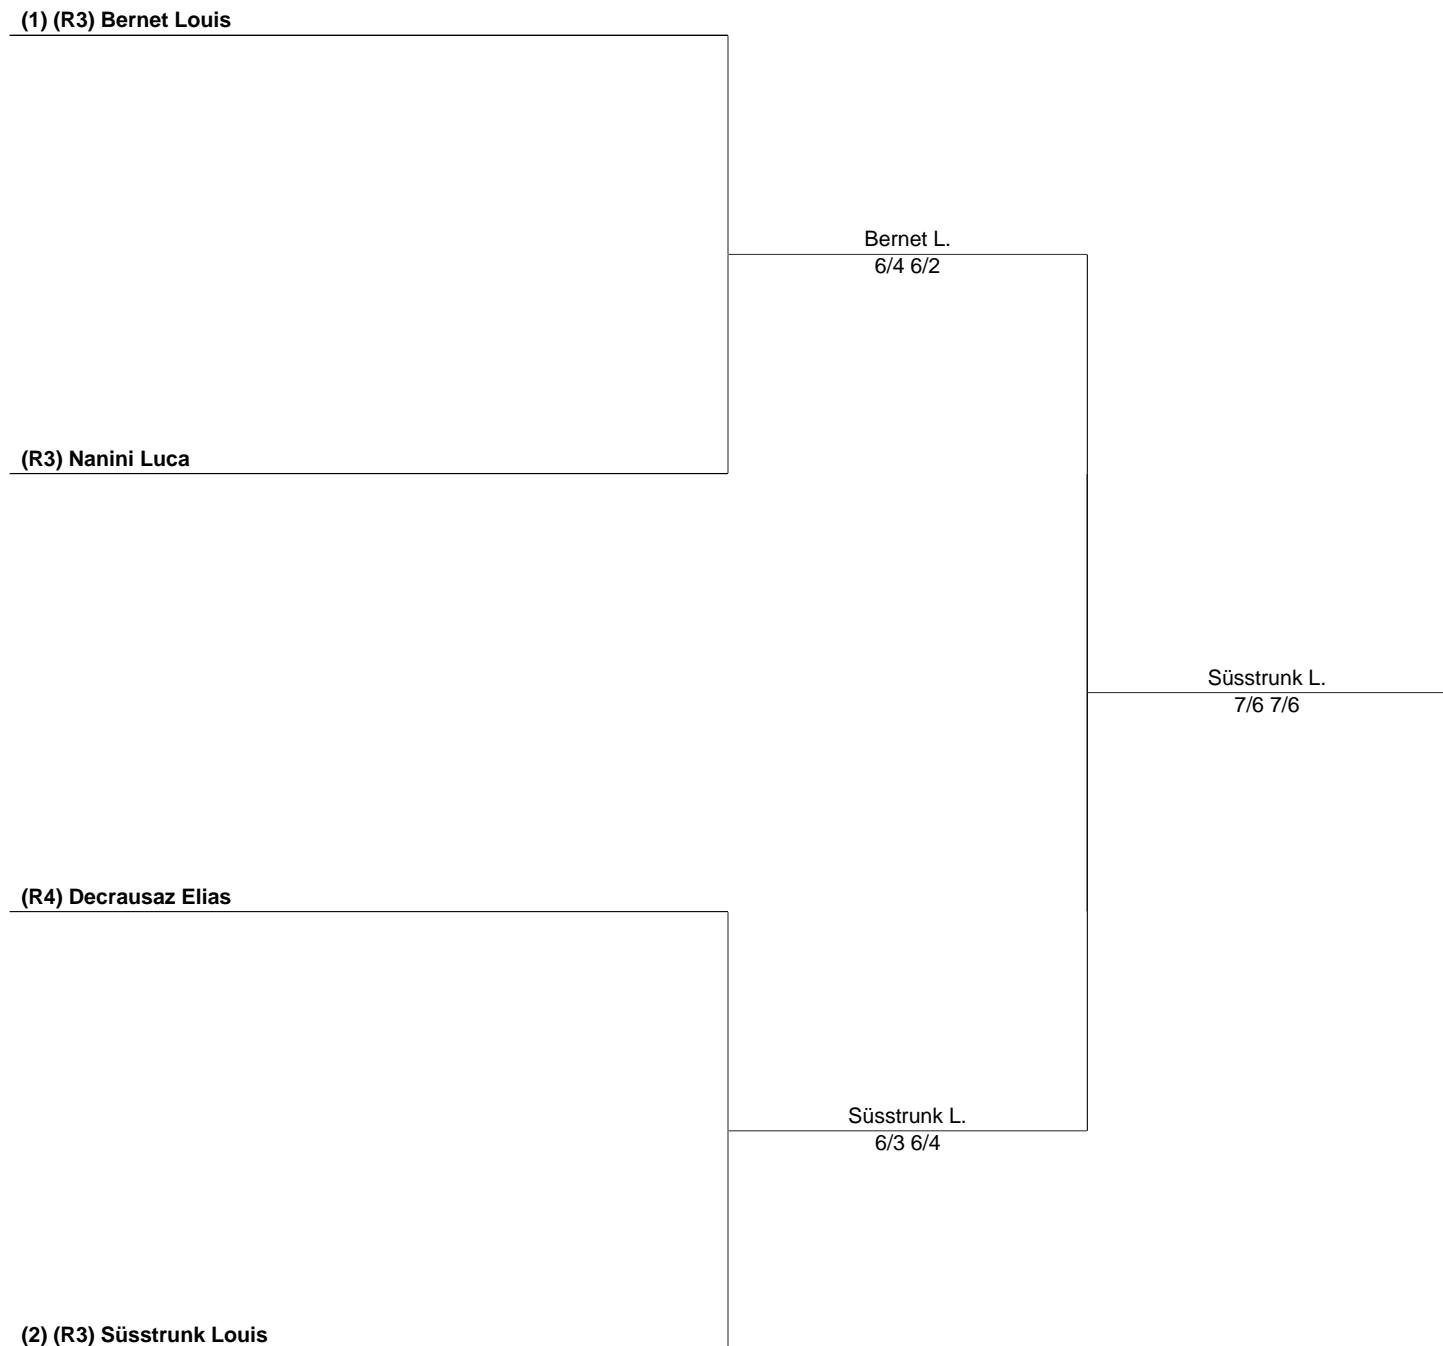 (1) (R3) Bernet Louis
Bernet L.
6/4 6/2
(R3) Nanini Luca
Süsstrunk L.
7/6 7/6
(R4) Decrausaz Elias
Süsstrunk L.
6/3 6/4
(2) (R3) Süsstrunk Louis